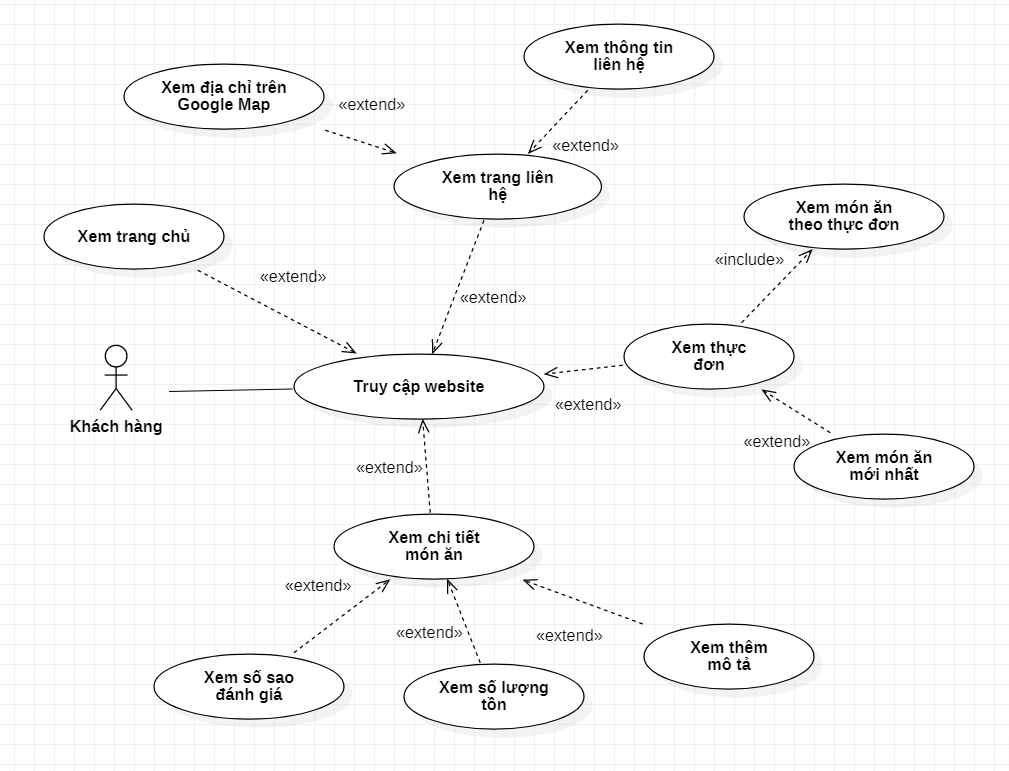 Xem thông tin
liên hệ
Xem địa chỉ trên
Google Map
«extend»
«extend»
Xem trang liên
hệ
Xem món ăn
theo thực đơn
Xem trang chủ
«include»
«extend»
«extend»
Xem thực
đơn
Truy cập website
«extend»
Khách hàng
«extend»
Xem món ăn
mới nhất
«extend»
Xem chi tiết
món ăn
«extend»
«extend»
«extend»
Xem thêm
mô tả
Xem số sao
đánh giá
Xem số lượng
tồn